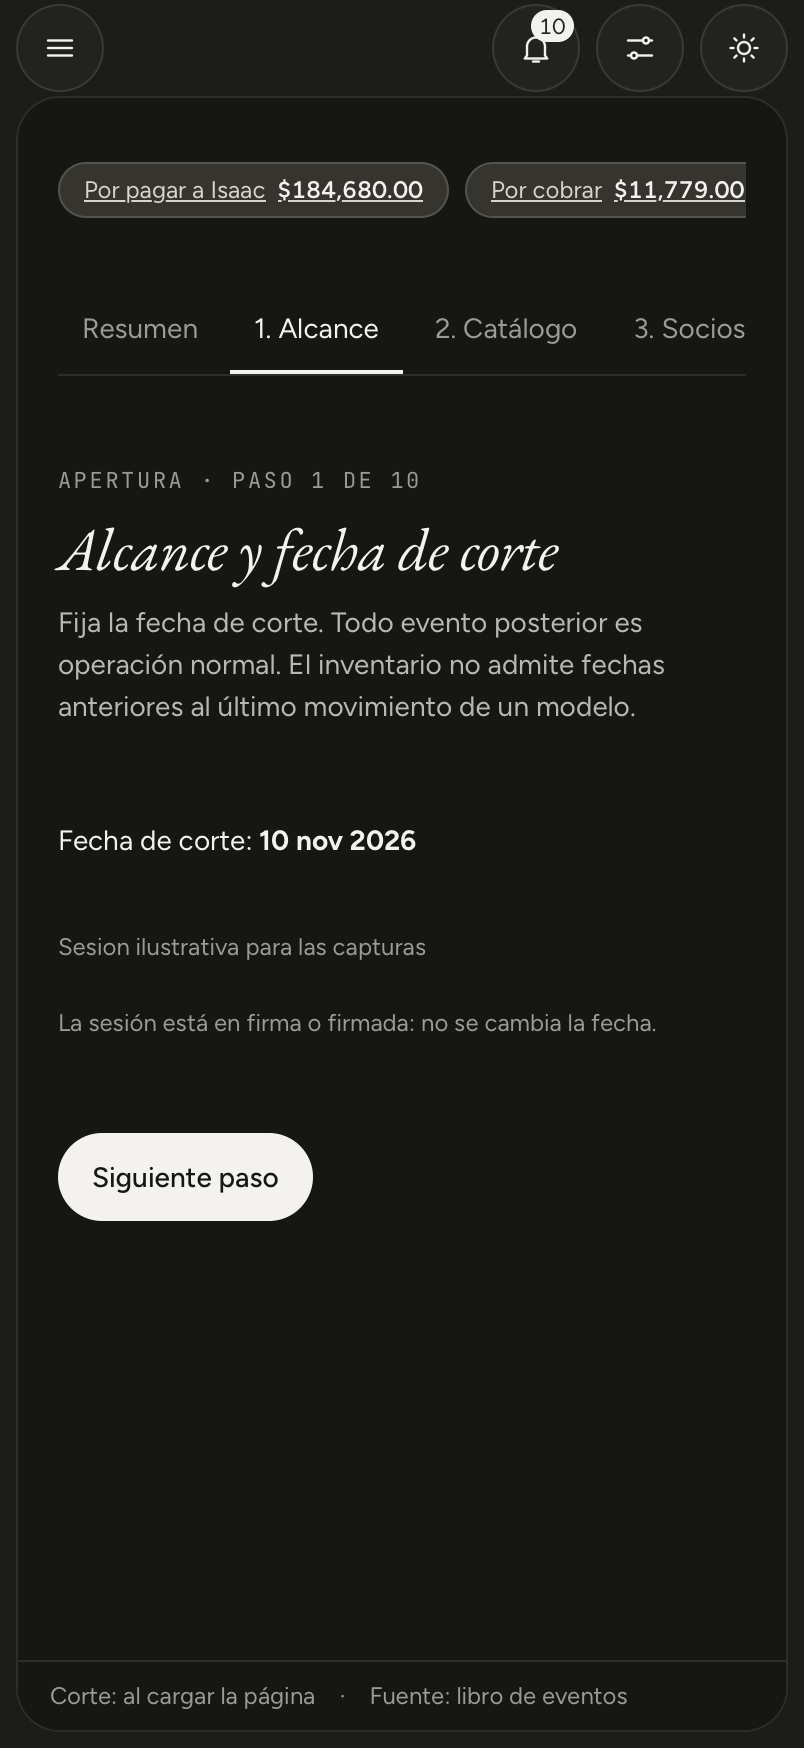 10
Por pagar a Isaac $184,680.00
Por cobrar $11,779.00
Resumen
1. Alcance
2. Catálogo
3. Socios
APERTURA · PASO 1 DE 10
Alcance y fecha de corte
Fija la fecha de corte. Todo evento posterior es
operación normal. El inventario no admite fechas
anteriores al último movimiento de un modelo.
Fecha de corte: 10 nov 2026
Sesion ilustrativa para las capturas
La sesión está en firma o firmada: no se cambia la fecha.
Siguiente paso
Corte: al cargar la página · Fuente: libro de eventos